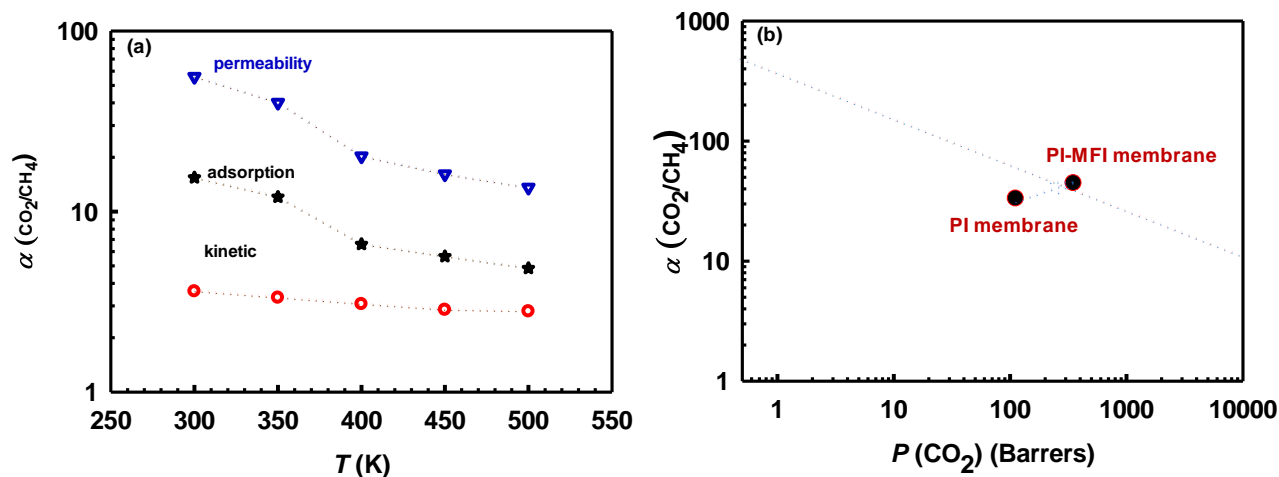 (a)
permeability
adsorption
kinetic
100
10
1
250 300 350 400 450 500 550
T (K)
α (CO₂/CH₄)
(b)
PI-MFI membrane
PI membrane
1000
100
10
1
1 10 100 1000 10000
P (CO₂) (Barrers)
α (CO₂/CH₄)